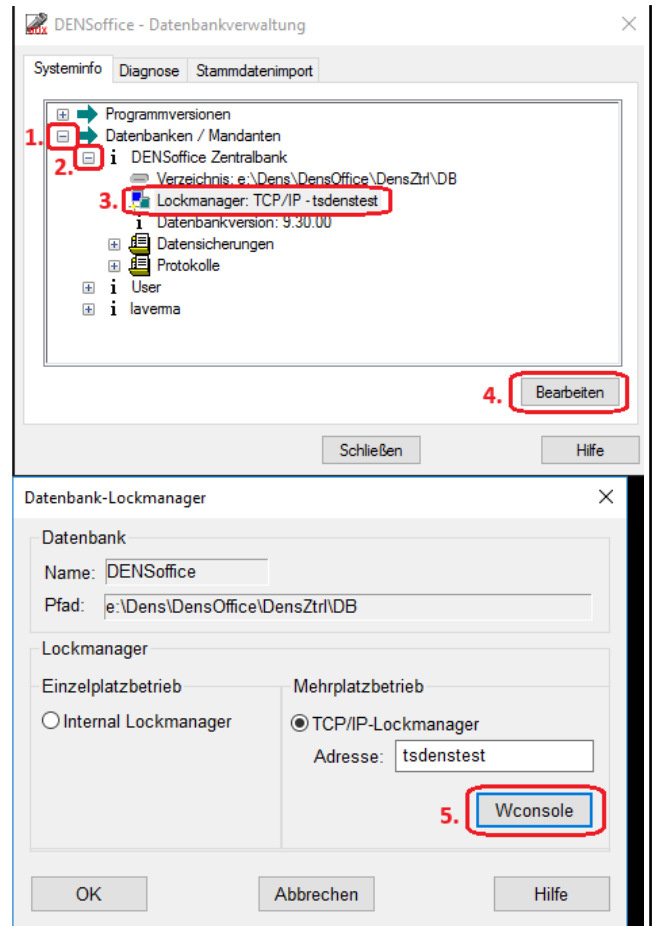 DENSoffice - Datenbankverwaltung
Systeminfo Diagnose Stammdatenimport
Programmversionen
1. Datenbanken / Mandanten
2. i DENSoffice Zentralbank
Verzeichnis: e:\Dens\DensOffice\DensZtrl\DB
3. Lockmanager: TCP/IP - tsdenstest
i Datenbankversion: 9.30.00
Datensicherungen
Protokolle
i User
i laverma
4. Bearbeiten
Schließen Hilfe
Datenbank-Lockmanager
Datenbank
Name: DENSoffice
Pfad: e:\Dens\DensOffice\DensZtrl\DB
Lockmanager
Einzelplatzbetrieb Mehrplatzbetrieb
Internal Lockmanager TCP/IP-Lockmanager
Adresse: tsdenstest
5. Wconsole
OK Abbrechen Hilfe